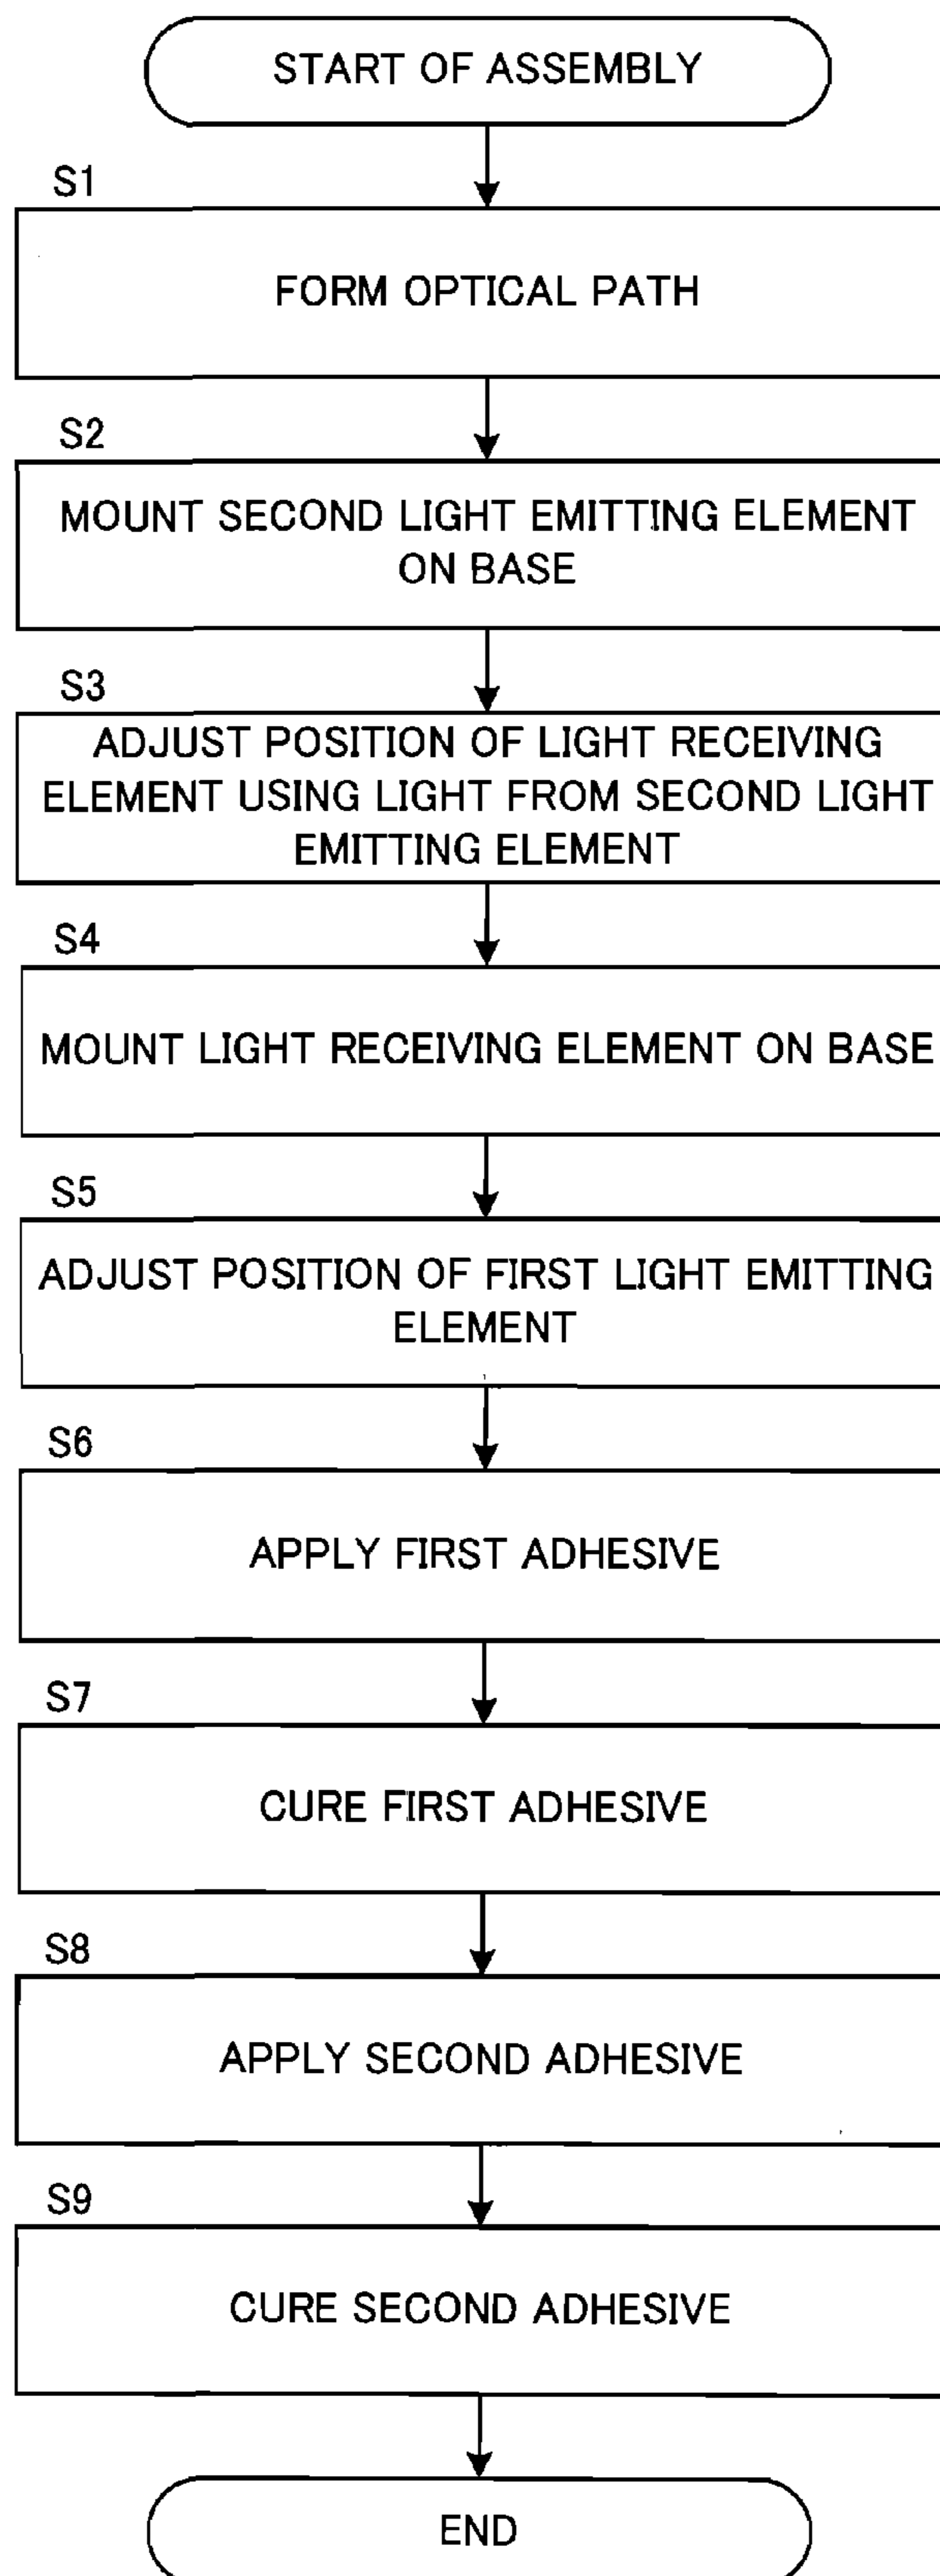 START OF ASSEMBLY
S1
FORM OPTICAL PATH
S2
MOUNT SECOND LIGHT EMITTING ELEMENT
ON BASE
S3
ADJUST POSITION OF LIGHT RECEIVING
ELEMENT USING LIGHT FROM SECOND LIGHT
EMITTING ELEMENT
S4
MOUNT LIGHT RECEIVING ELEMENT ON BASE
S5
ADJUST POSITION OF FIRST LIGHT EMITTING
ELEMENT
S6
APPLY FIRST ADHESIVE
S7
CURE FIRST ADHESIVE
S8
APPLY SECOND ADHESIVE
S9
CURE SECOND ADHESIVE
END